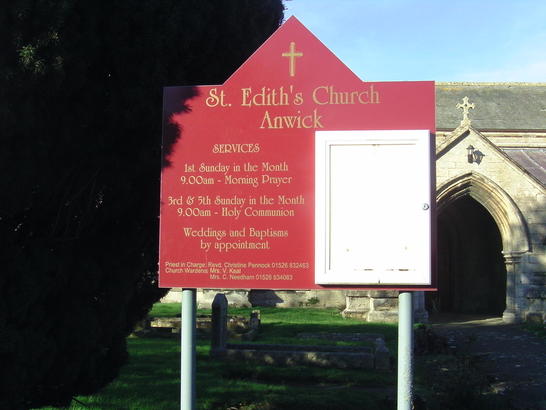 St. Edith's Church
Anwick
SERVICES
1st Sunday in the Month
9.00am - Morning Prayer
3rd & 5th Sunday in the Month
9.00am - Holy Communion
Weddings and Baptisms
by appointment
Priest in Charge: Revd. Christine Pennock 01526 832463
Church Wardens: Mrs. V. Keal
Mrs. C. Needham 01526 834083